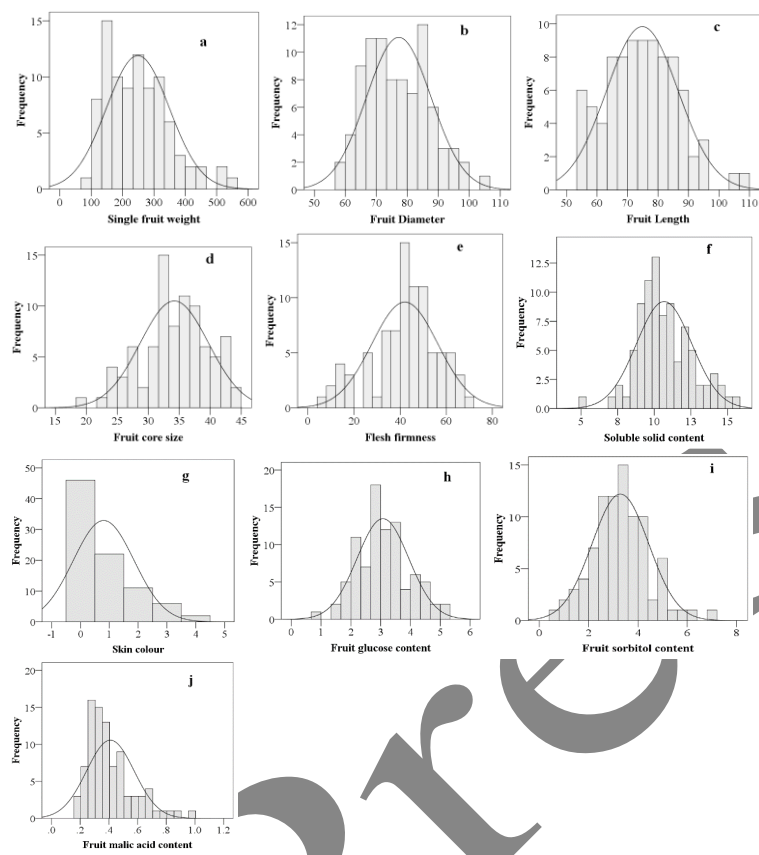 a
15
10
5
0
Frequency
0 100 200 300 400 500 600
Single fruit weight
b
12
10
8
6
4
2
0
Frequency
50 60 70 80 90 100 110
Fruit Diameter
c
10
8
6
4
2
0
Frequency
50 60 70 80 90 100 110
Fruit Length
d
15
10
5
0
Frequency
15 20 25 30 35 40 45
Fruit core size
e
15
10
5
0
Frequency
0 20 40 60 80
Flesh firmness
f
12.5
10.0
7.5
5.0
2.5
0.0
Frequency
5 8 10 13 15
Soluble solid content
g
50
40
30
20
10
0
Frequency
-1 0 1 2 3 4 5
Skin colour
h
20
15
10
5
0
Frequency
0 1 2 3 4 5 6
Fruit glucose content
i
15
10
5
0
Frequency
0 2 4 6 8
Fruit sorbitol content
j
20
15
10
5
0
Frequency
.0 .2 .4 .6 .8 1.0 1.2
Fruit malic acid content
Pre